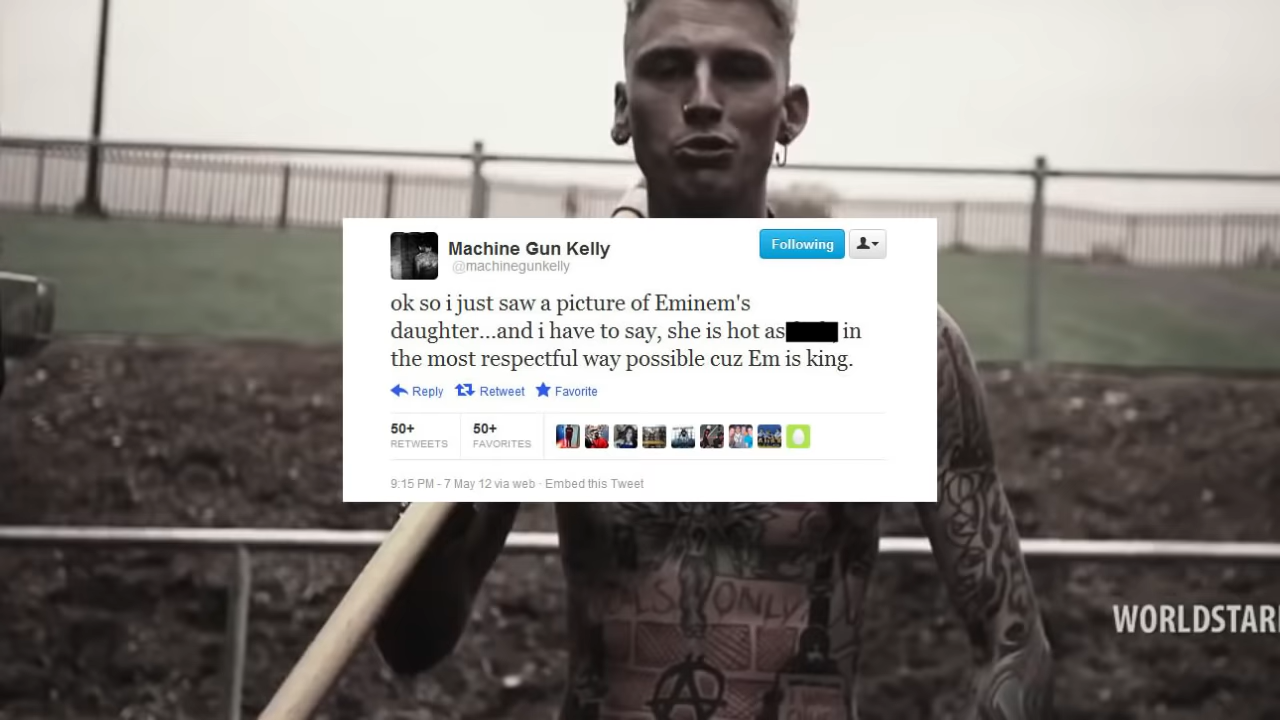 Machine Gun Kelly
Following
@machinegunkelly
ok so i just saw a picture of Eminem's
daughter...and i have to say, she is hot as in
the most respectful way possible cuz Em is king.
Reply Retweet Favorite
50+ 50+
RETWEETS FAVORITES
9:15 PM - 7 May 12 via web · Embed this Tweet
ONLY
WORLDSTAR